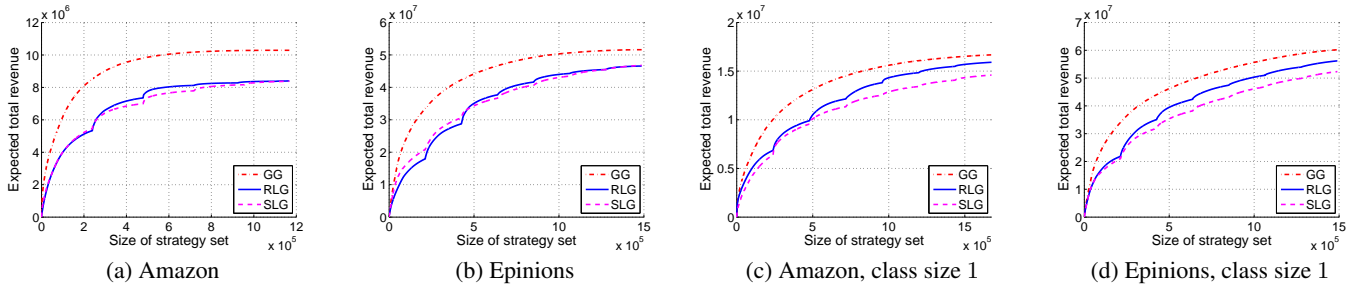 x 10^6
Expected total revenue
12
10
8
6
4
2
0
0 2 4 6 8 10 12
x 10^5
Size of strategy set
GG
RLG
SLG
(a) Amazon
x 10^7
Expected total revenue
6
5
4
3
2
1
0
0 5 10 15
x 10^5
Size of strategy set
GG
RLG
SLG
(b) Epinions
x 10^7
Expected total revenue
2
1.5
1
0.5
0
0 5 10 15
x 10^5
Size of strategy set
GG
RLG
SLG
(c) Amazon, class size 1
x 10^7
Expected total revenue
7
6
5
4
3
2
1
0
0 5 10 15
x 10^5
Size of strategy set
GG
RLG
SLG
(d) Epinions, class size 1